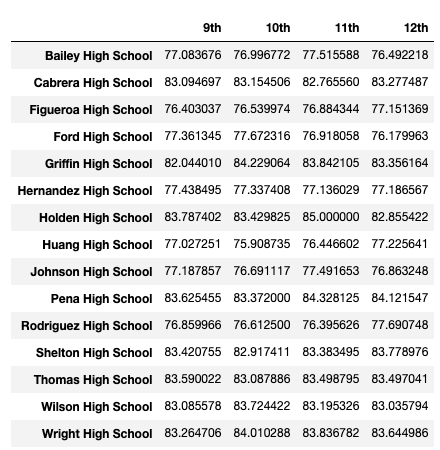 9th 10th 11th 12th
Bailey High School 77.083676 76.996772 77.515588 76.492218
Cabrera High School 83.094697 83.154506 82.765560 83.277487
Figueroa High School 76.403037 76.539974 76.884344 77.151369
Ford High School 77.361345 77.672316 76.918058 76.179963
Griffin High School 82.044010 84.229064 83.842105 83.356164
Hernandez High School 77.438495 77.337408 77.136029 77.186567
Holden High School 83.787402 83.429825 85.000000 82.855422
Huang High School 77.027251 75.908735 76.446602 77.225641
Johnson High School 77.187857 76.691117 77.491653 76.863248
Pena High School 83.625455 83.372000 84.328125 84.121547
Rodriguez High School 76.859966 76.612500 76.395626 77.690748
Shelton High School 83.420755 82.917411 83.383495 83.778976
Thomas High School 83.590022 83.087886 83.498795 83.497041
Wilson High School 83.085578 83.724422 83.195326 83.035794
Wright High School 83.264706 84.010288 83.836782 83.644986